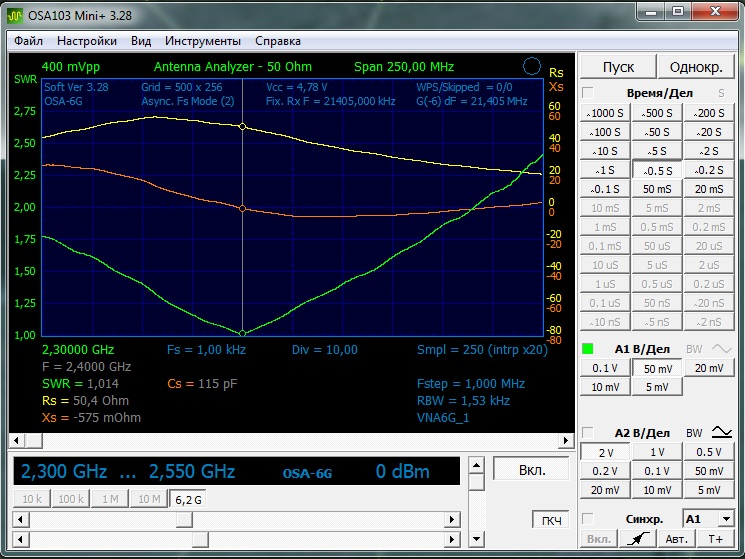 OSA103 Mini+ 3.28
Файл Настройки Вид Инструменты Справка
400 mVpp Antenna Analyzer - 50 Ohm Span 250,00 MHz
SWR Rs
Xs
Soft Ver 3.28 Grid = 500 x 256 Vcc = 4,78 V WPS/Skipped = 0/0
OSA-6G Async. Fs Mode (2) Fix. Rx F = 21405,000 kHz G(-6) dF = 21,405 MHz
2,75 60
60
2,50 40
40
2,25 20
20
2,00 0
0
1,75 -20
-20
1,50 -40
-40
1,25 -60
-60
1,00 -80
-80
2,30000 GHz Fs = 1,00 kHz Div = 10,00 Smpl = 250 (intrp x20)
F = 2,4000 GHz
SWR = 1,014 Cs = 115 pF Fstep = 1,000 MHz
Rs = 50,4 Ohm RBW = 1,53 kHz
Xs = -575 mOhm VNA6G_1
2,300 GHz ... 2,550 GHz OSA-6G 0 dBm
10 k 100 k 1 M 10 M 6,2 G
Вкл.
ГКЧ
Пуск Однокр.
Время/Дел S
^1000 S ^500 S ^200 S
^100 S ^50 S ^20 S
^10 S ^5 S ^2 S
^1 S ^0.5 S ^0.2 S
^0.1 S 50 mS 20 mS
10 mS 5 mS 2 mS
1 mS 0.5 mS 0.2 mS
0.1 mS 50 uS 20 uS
10 uS 5 uS 2 uS
1 uS 0.5 uS 0.2 uS
0.1 uS 50 nS ^20 nS
^10 nS ^5 nS ^2 nS
A1 В/Дел BW
0.1 V 50 mV 20 mV
10 mV 5 mV
A2 В/Дел BW
2 V 1 V 0.5 V
0.2 V 0.1 V 50 mV
20 mV 10 mV 5 mV
Синхр. A1
Вкл. Авт. T+